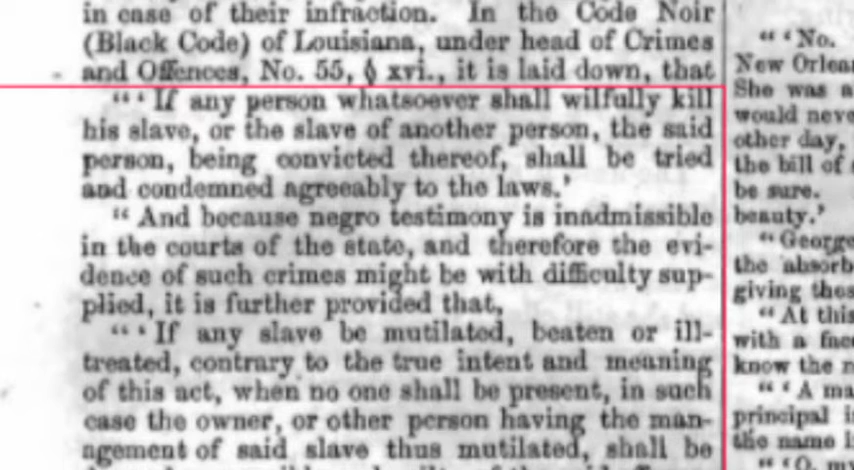 in case of their infraction. In the Code Noir
(Black Code) of Louisiana, under head of Crimes
and Offences, No. 55, § xvi., it is laid down, that
"'If any person whatsoever shall wilfully kill
his slave, or the slave of another person, the said
person, being convicted thereof, shall be tried
and condemned agreeably to the laws.'
"And because negro testimony is inadmissible
in the courts of the state, and therefore the evi-
dence of such crimes might be with difficulty sup-
plied, it is further provided that,
"'If any slave be mutilated, beaten or ill-
treated, contrary to the true intent and meaning
of this act, when no one shall be present, in such
case the owner, or other person having the man-
agement of said slave thus mutilated, shall be
"'No.
New Orlea
She was a
would neve
other day,
the bill of
be sure.
beauty.'
"George
the absorb
giving thes
"At this
with a fac
know the
"'A ma
principal i
the name i
"'O, my